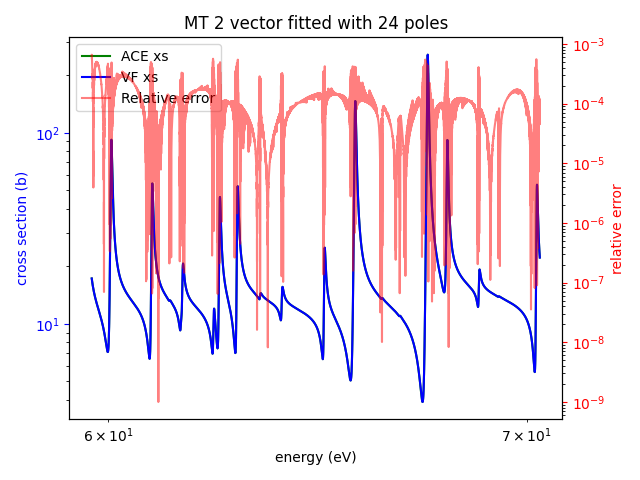 MT 2 vector fitted with 24 poles
ACE xs
VF xs
Relative error
cross section (b)
10²
10¹
relative error
10⁻³
10⁻⁴
10⁻⁵
10⁻⁶
10⁻⁷
10⁻⁸
10⁻⁹
6 × 10¹
7 × 10¹
energy (eV)